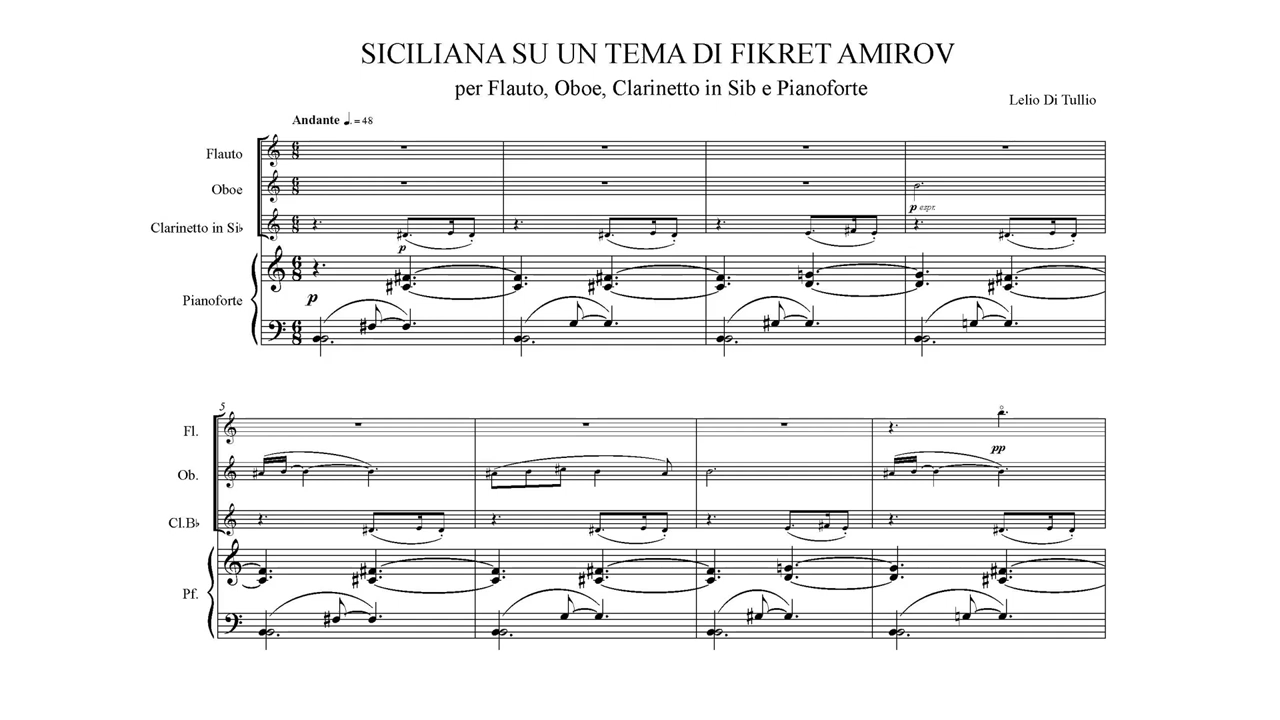 SICILIANA SU UN TEMA DI FIKRET AMIROV
per Flauto, Oboe, Clarinetto in Sib e Pianoforte
Lelio Di Tullio
Andante ♩. = 48
Flauto
Oboe
p espr.
Clarinetto in Si♭
p
Pianoforte
p
5
Fl.
pp
Ob.
Cl.B♭
Pf.